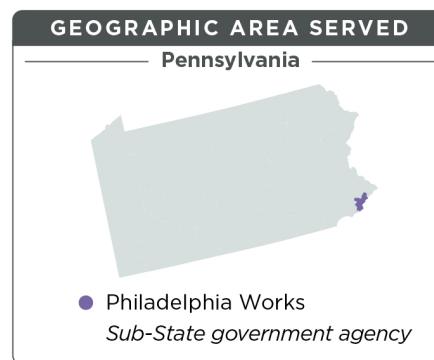 GEOGRAPHIC AREA SERVED
Pennsylvania
Philadelphia Works
Sub-State government agency